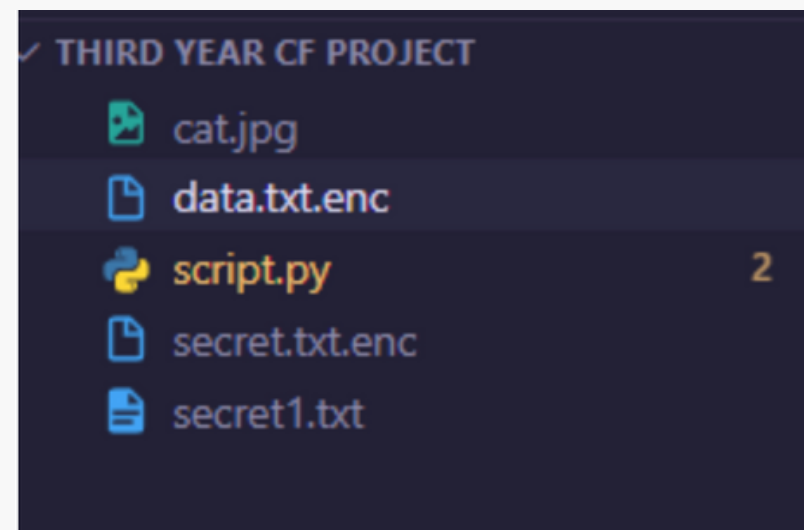 THIRD YEAR CF PROJECT
cat.jpg
data.txt.enc
script.py 2
secret.txt.enc
secret1.txt